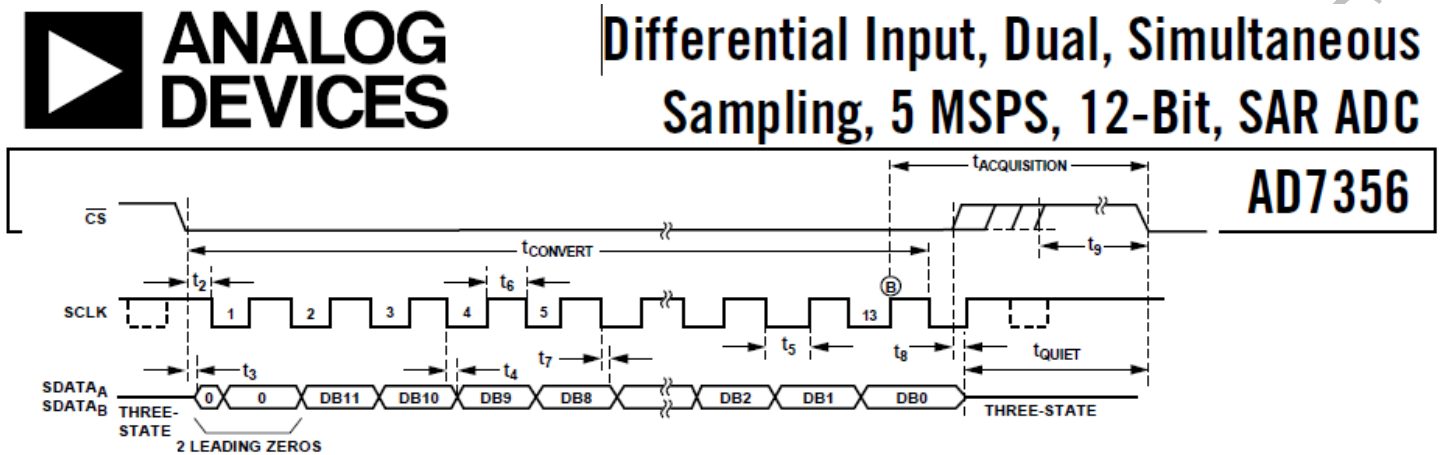 ANALOG
DEVICES
Differential Input, Dual, Simultaneous
Sampling, 5 MSPS, 12-Bit, SAR ADC
AD7356
tACQUISITION
CS
t9
tCONVERT
t2
t6
B
SCLK
1 2 3 4 5 13
t5
t8
tQUIET
t3
t4
t7
SDATAA
SDATAB
THREE-
STATE
0 0 DB11 DB10 DB9 DB8 DB2 DB1 DB0
THREE-STATE
2 LEADING ZEROS